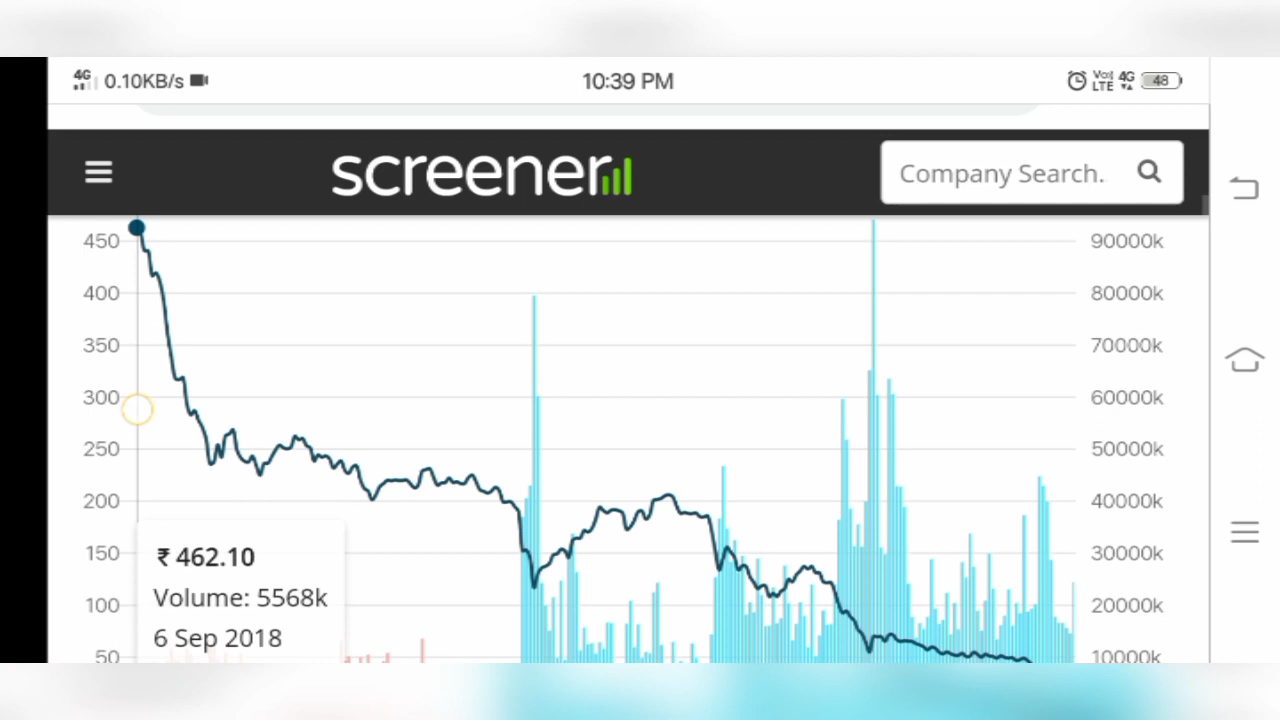 4G 0.10KB/s 10:39 PM Vo) LTE 4G 48
screener Company Search.
450 90000k
400 80000k
350 70000k
300 60000k
250 50000k
200 40000k
150 30000k
100 20000k
50 10000k
₹ 462.10
Volume: 5568k
6 Sep 2018